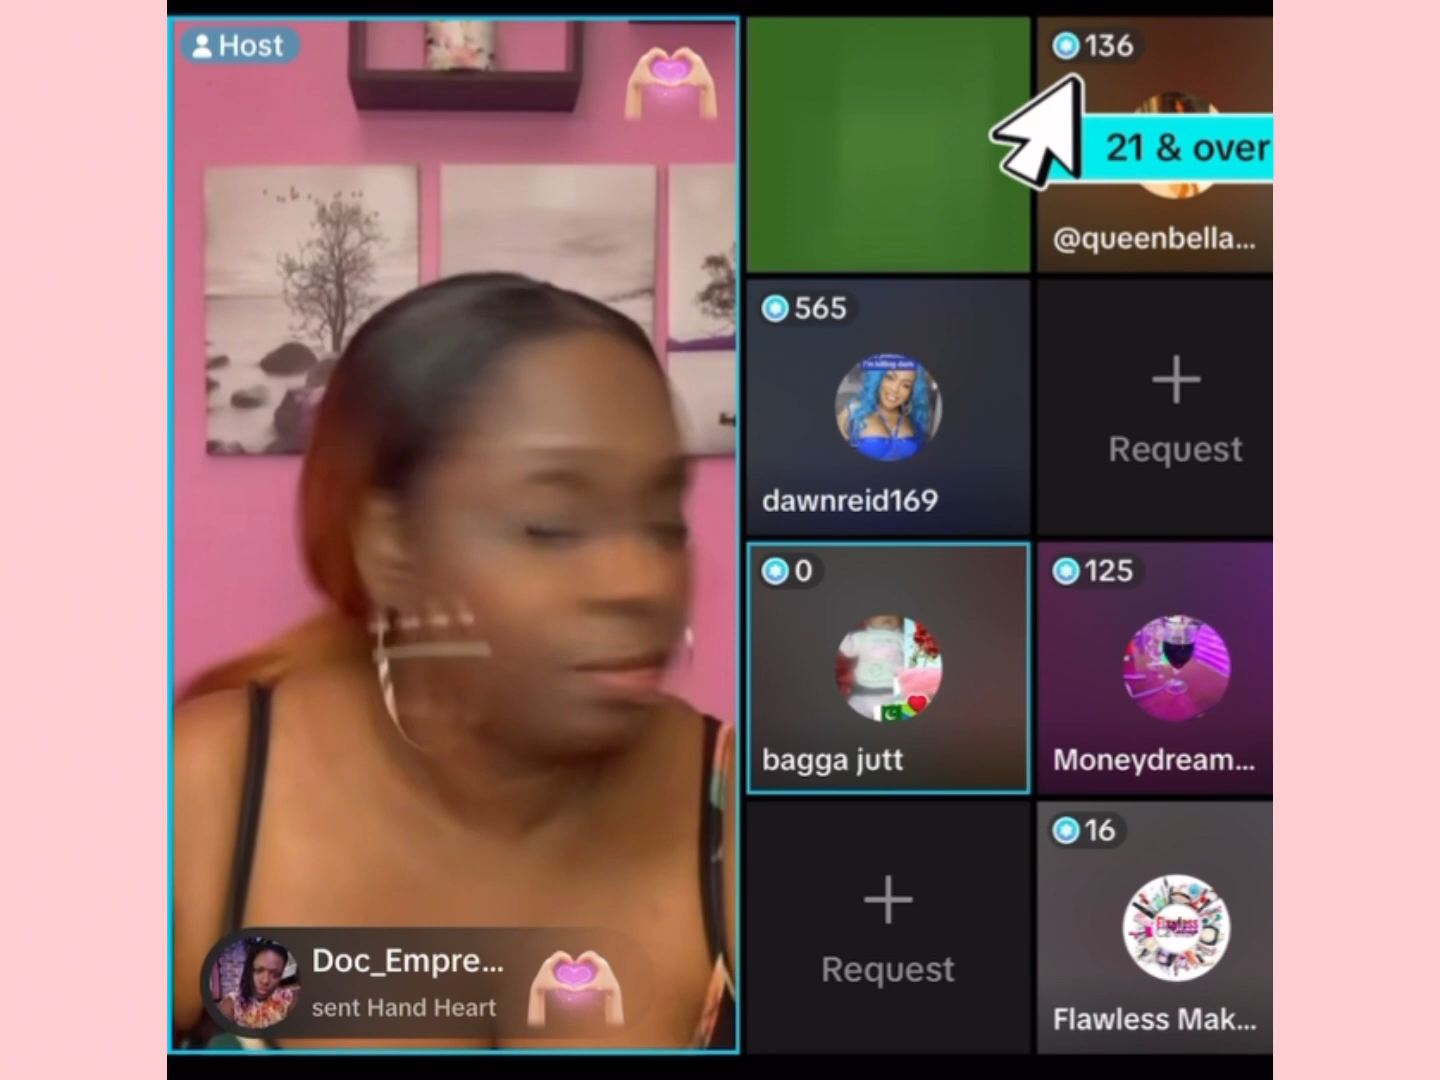 Host
136
21 & over
@queenbella...
565
dawnreid169
Request
0
bagga jutt
125
Moneydream...
Request
16
Flawless
Flawless Mak...
Doc_Empre...
sent Hand Heart